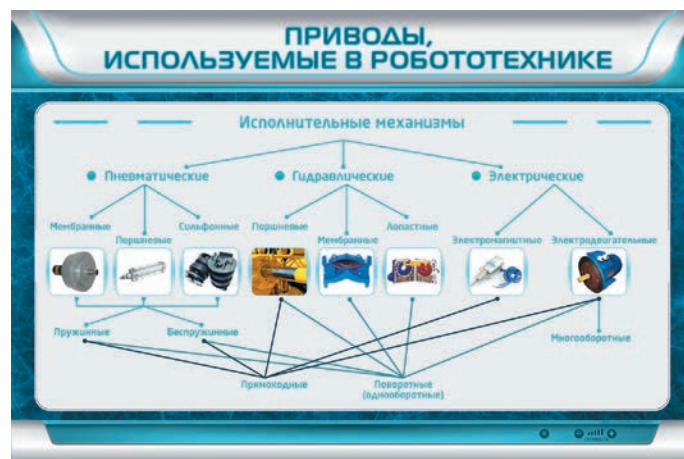 ПРИВОДЫ,
ИСПОЛЬЗУЕМЫЕ В РОБОТОТЕХНИКЕ
Исполнительные механизмы
Пневматические
Гидравлические
Электрические
Мембранные
Поршневые
Сильфонные
Поршневые
Мембранные
Лопастные
Электромагнитные
Электродвигательные
Пружинные
Беспружинные
Многооборотные
Прямоходные
Поворотные
(однооборотные)